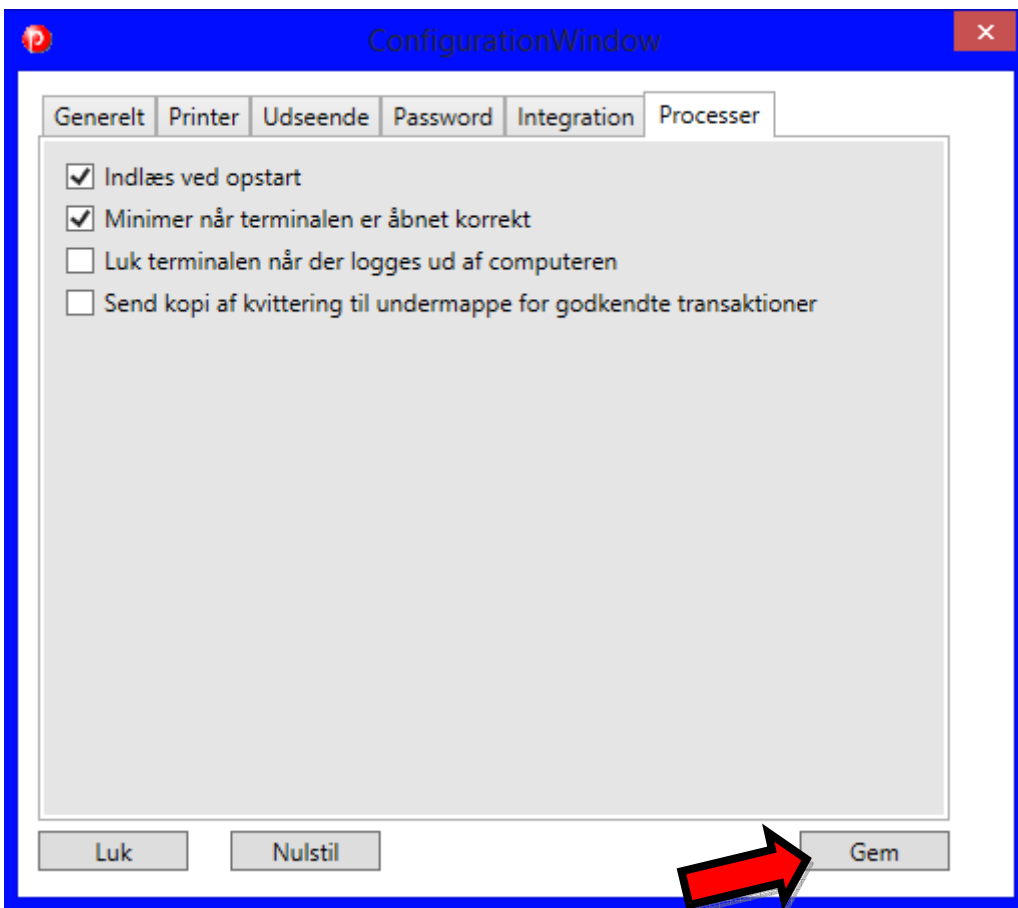 ConfigurationWindow
Generelt Printer Udseende Password Integration Processer
Indlæs ved opstart
Minimer når terminalen er åbnet korrekt
Luk terminalen når der logges ud af computeren
Send kopi af kvittering til undermappe for godkendte transaktioner
Luk Nulstil Gem